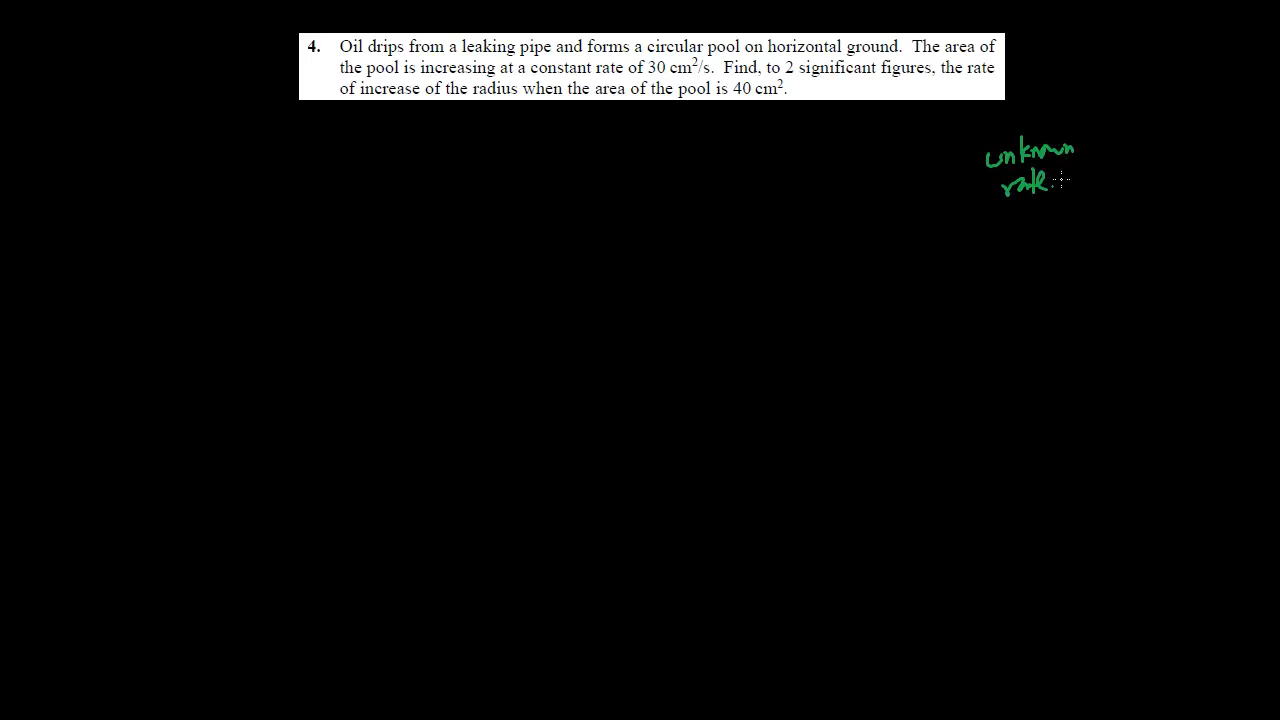 4. Oil drips from a leaking pipe and forms a circular pool on horizontal ground. The area of
the pool is increasing at a constant rate of 30 cm²/s. Find, to 2 significant figures, the rate
of increase of the radius when the area of the pool is 40 cm².
unknown
rate.